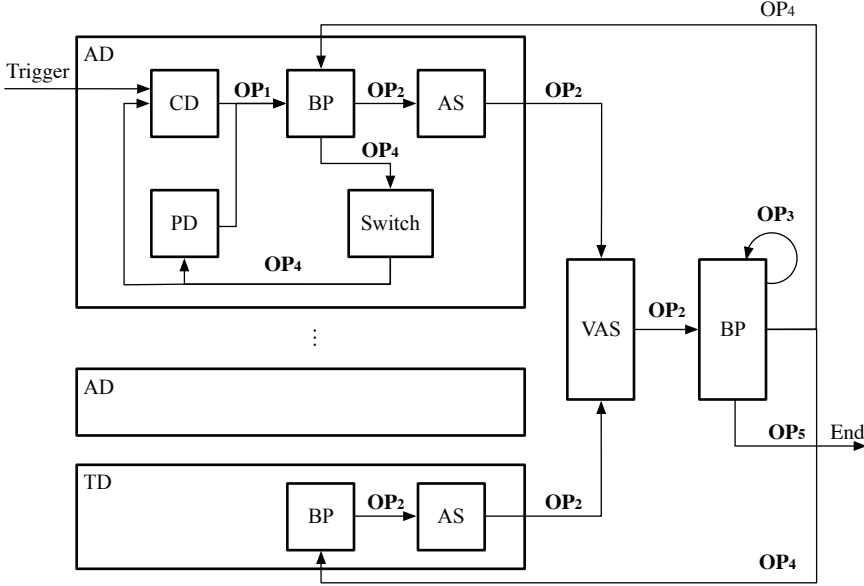 OP4
AD
Trigger
CD
OP1
BP
OP2
AS
OP2
OP4
PD
Switch
OP4
OP3
VAS
OP2
BP
⋮
AD
OP5
End
TD
BP
OP2
AS
OP2
OP4